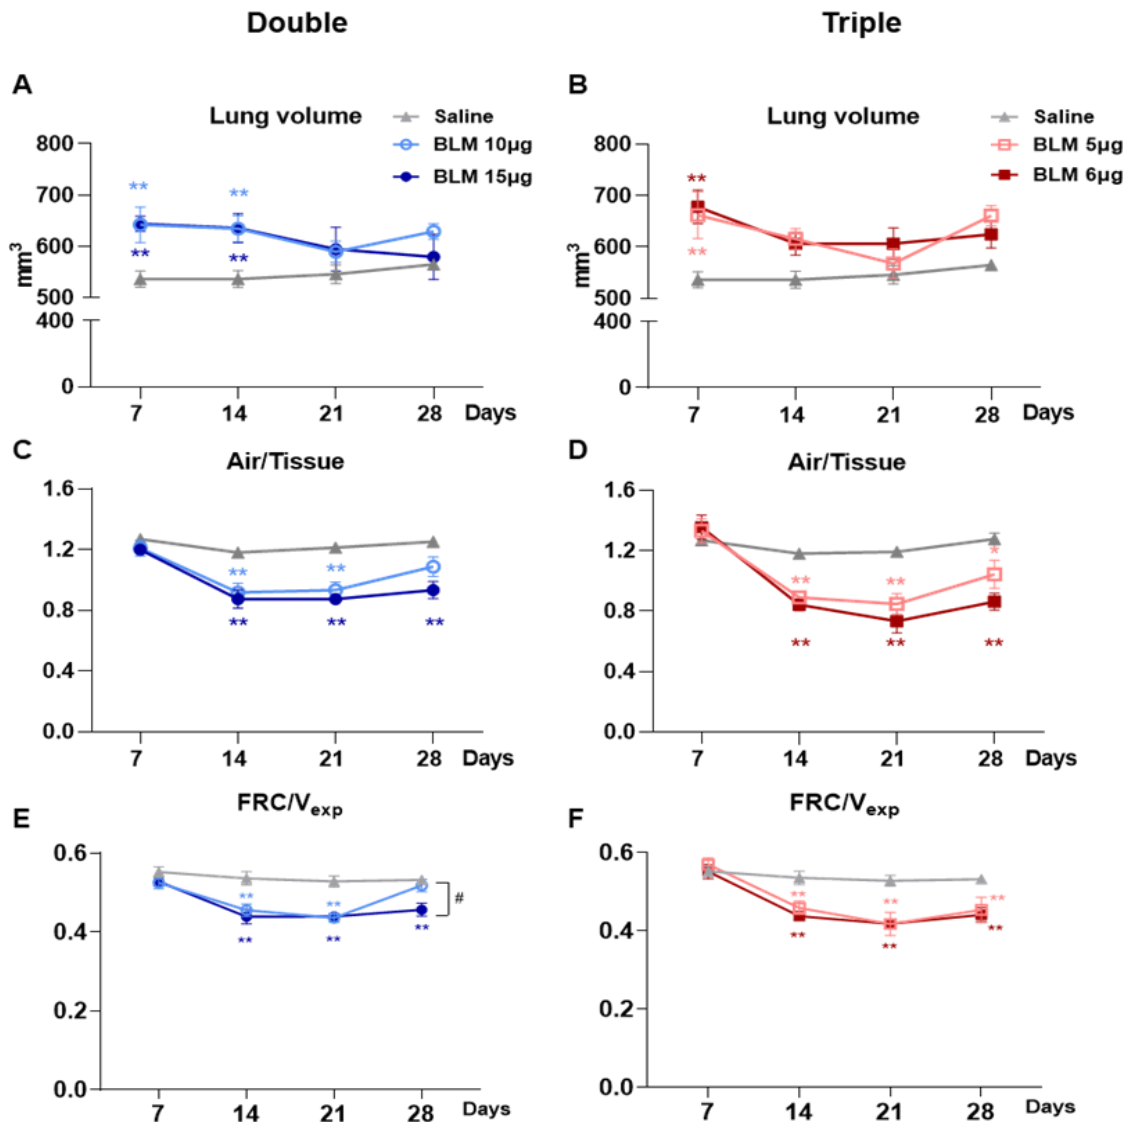 Double
Triple
A
Lung volume
Saline
BLM 10µg
BLM 15µg
800
700
600
500
400
0
mm³
**
**
**
**
7 14 21 28 Days
B
Lung volume
Saline
BLM 5µg
BLM 6µg
800
700
600
500
400
0
mm³
**
**
7 14 21 28 Days
C
Air/Tissue
1.6
1.2
0.8
0.4
0.0
** **
** ** **
7 14 21 28 Days
D
Air/Tissue
1.6
1.2
0.8
0.4
0.0
** ** *
** ** **
7 14 21 28 Days
E
FRC/Vexp
0.6
0.4
0.2
0.0
** **
** ** **
#
7 14 21 28 Days
F
FRC/Vexp
0.6
0.4
0.2
0.0
** ** **
** ** **
7 14 21 28 Days